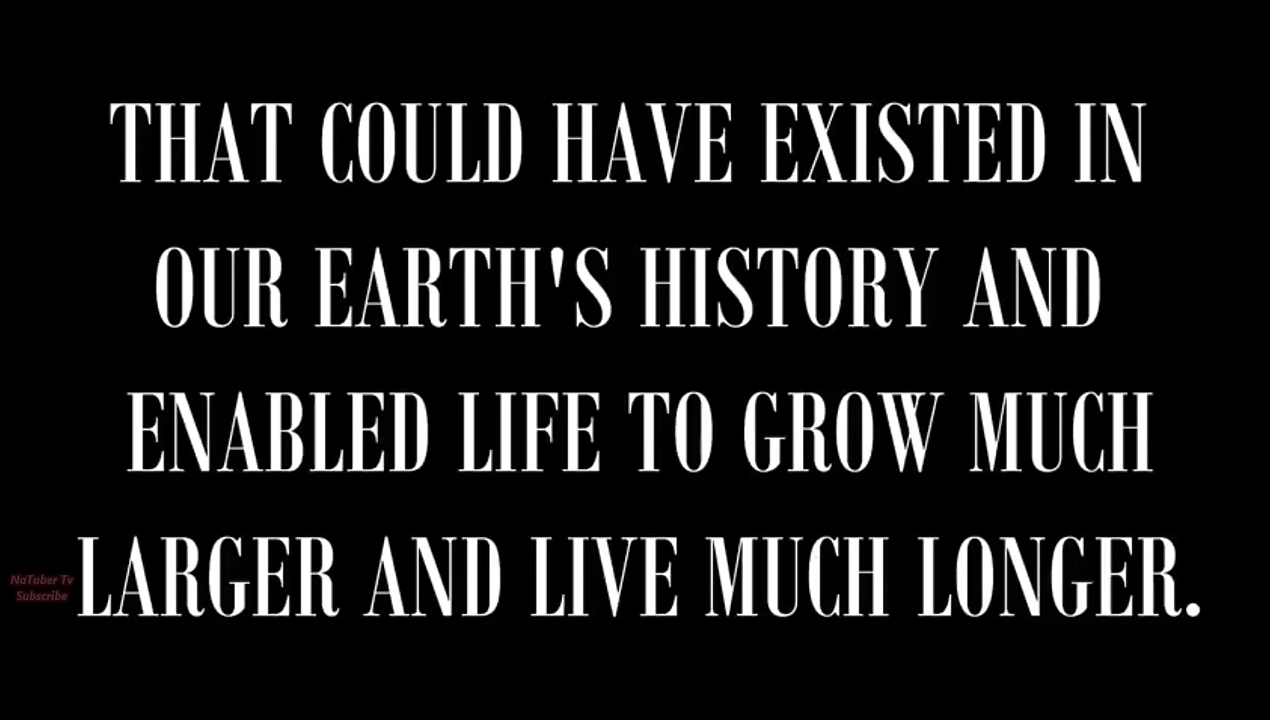 THAT COULD HAVE EXISTED IN
OUR EARTH'S HISTORY AND
ENABLED LIFE TO GROW MUCH
LARGER AND LIVE MUCH LONGER.
NaTuber Tv
Subscribe